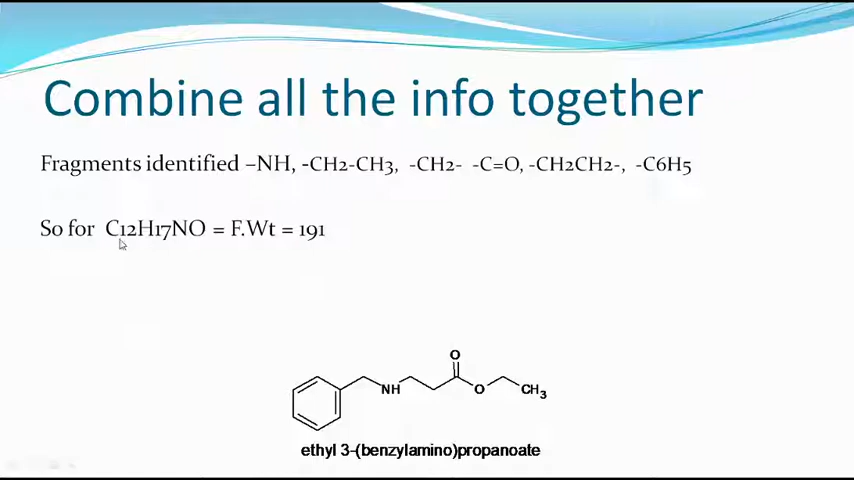 Combine all the info together
Fragments identified –NH, -CH2-CH3, -CH2- -C=O, -CH2CH2-, -C6H5
So for C12H17NO = F.Wt = 191
O
NH
O
CH3
ethyl 3-(benzylamino)propanoate